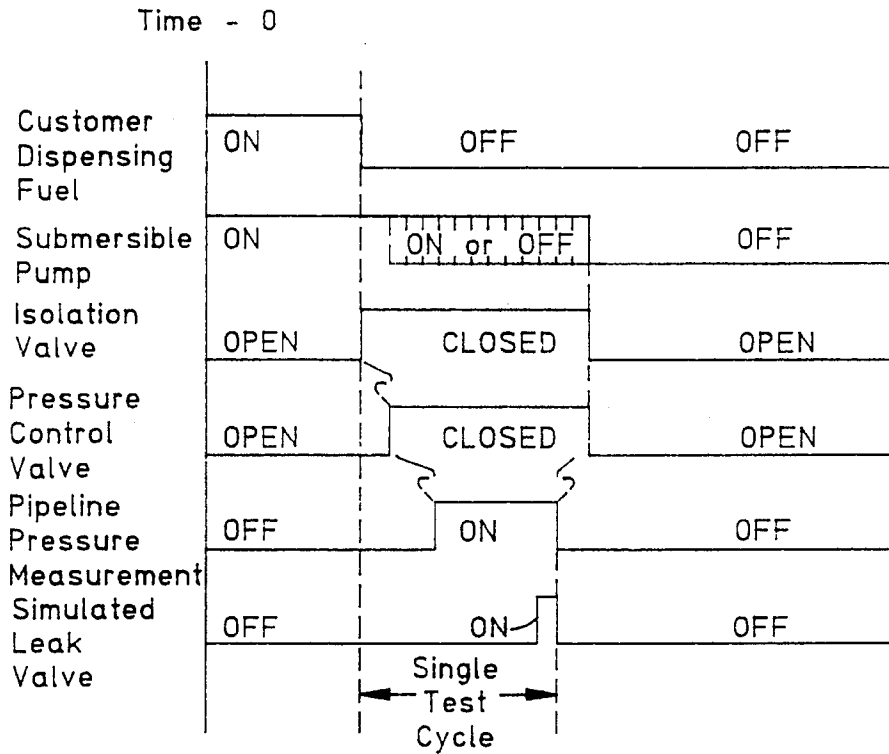 Time - 0
Customer
Dispensing
Fuel
ON
OFF
OFF
Submersible
Pump
ON
ON or OFF
OFF
Isolation
Valve
OPEN
CLOSED
OPEN
Pressure
Control
Valve
OPEN
CLOSED
OPEN
Pipeline
Pressure
Measurement
OFF
ON
OFF
Simulated
Leak
Valve
OFF
ON
OFF
Single
Test
Cycle